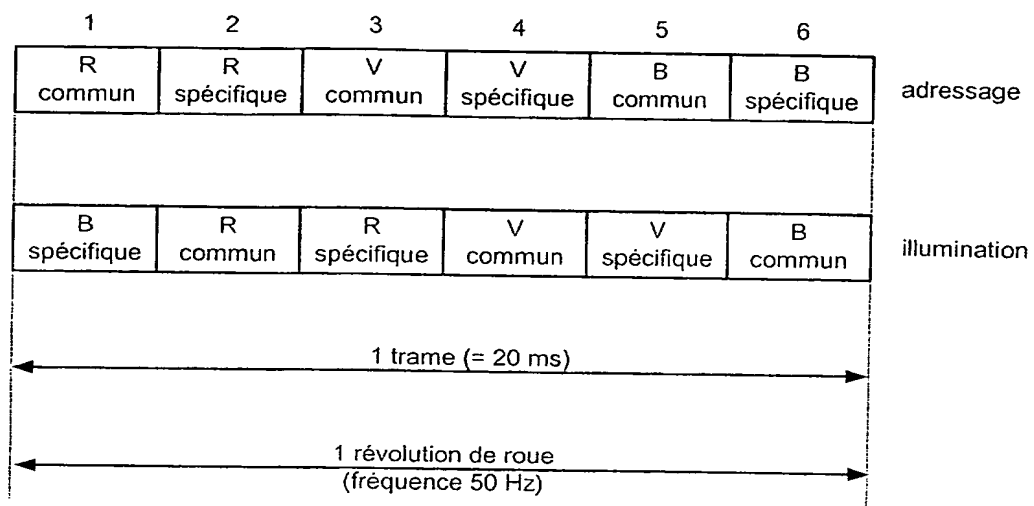 1 2 3 4 5 6
R R V V B B
commun spécifique commun spécifique commun spécifique
adressage
B R R V V B
spécifique commun spécifique commun spécifique commun
illumination
1 trame (= 20 ms)
1 révolution de roue
(fréquence 50 Hz)